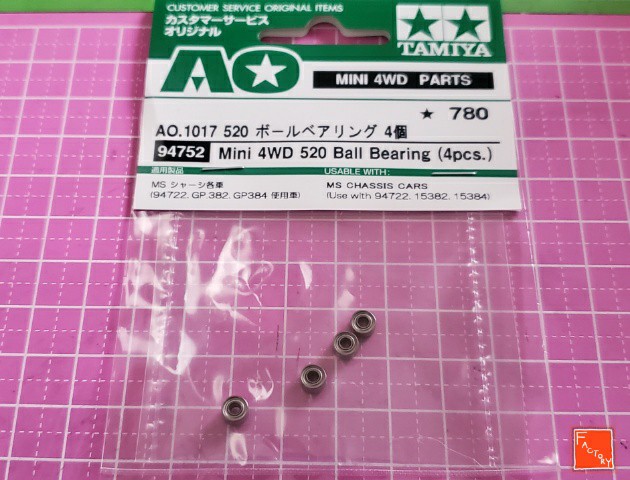 CUSTOMER SERVICE ORIGINAL ITEMS
カスタマーサービス
オリジナル
TAMIYA
AO
MINI 4WD PARTS
★ 780
AO.1017 520 ボールベアリング 4個
94752 Mini 4WD 520 Ball Bearing (4pcs.)
適用製品
MS シャーシ各車
(94722. GP.382. GP384 使用車)
USABLE WITH:
MS CHASSIS CARS
(Use with 94722. 15382. 15384)
FACTORY